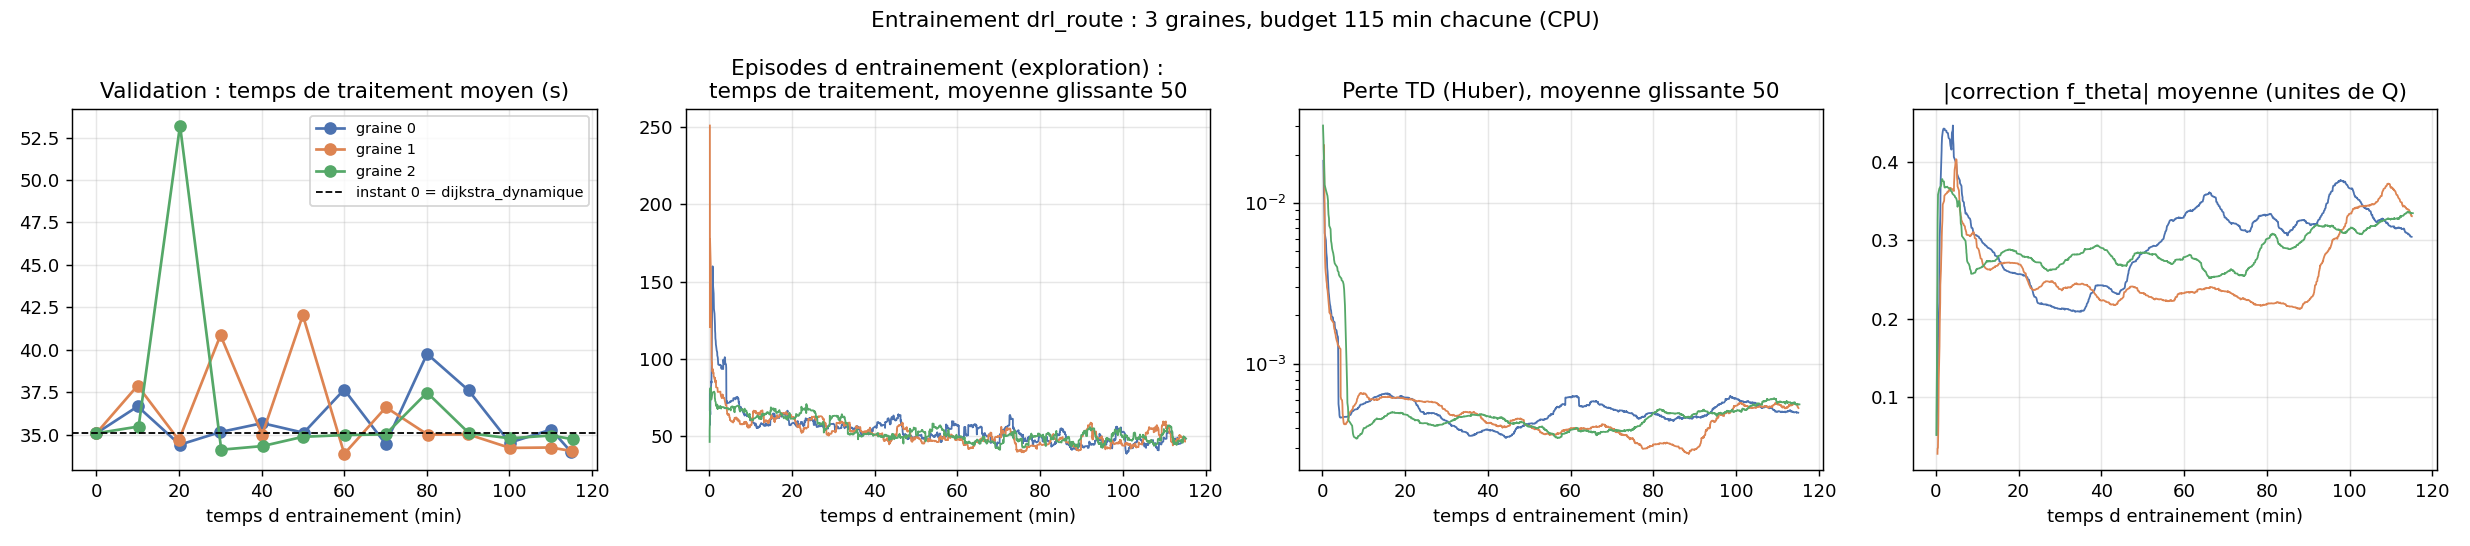 Entrainement drl_route : 3 graines, budget 115 min chacune (CPU)
Validation : temps de traitement moyen (s)
52.5
50.0
47.5
45.0
42.5
40.0
37.5
35.0
graine 0
graine 1
graine 2
instant 0 = dijkstra_dynamique
0 20 40 60 80 100 120
temps d entrainement (min)
Episodes d entrainement (exploration) :
temps de traitement, moyenne glissante 50
250
200
150
100
50
0 20 40 60 80 100 120
temps d entrainement (min)
Perte TD (Huber), moyenne glissante 50
10⁻²
10⁻³
0 20 40 60 80 100 120
temps d entrainement (min)
|correction f_theta| moyenne (unites de Q)
0.4
0.3
0.2
0.1
0 20 40 60 80 100 120
temps d entrainement (min)